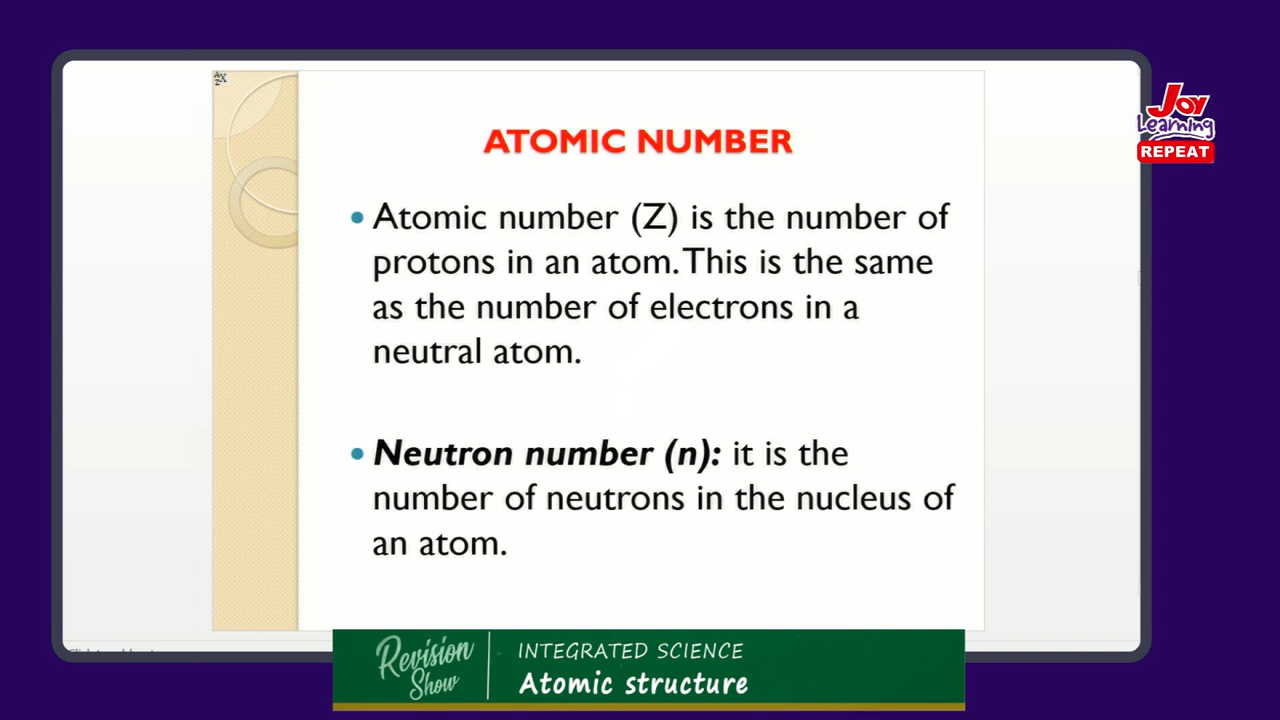 A
Z X
ATOMIC NUMBER
• Atomic number (Z) is the number of
protons in an atom. This is the same
as the number of electrons in a
neutral atom.
• Neutron number (n): it is the
number of neutrons in the nucleus of
an atom.
Joy
Learning
REPEAT
Revision
Show
INTEGRATED SCIENCE
Atomic structure